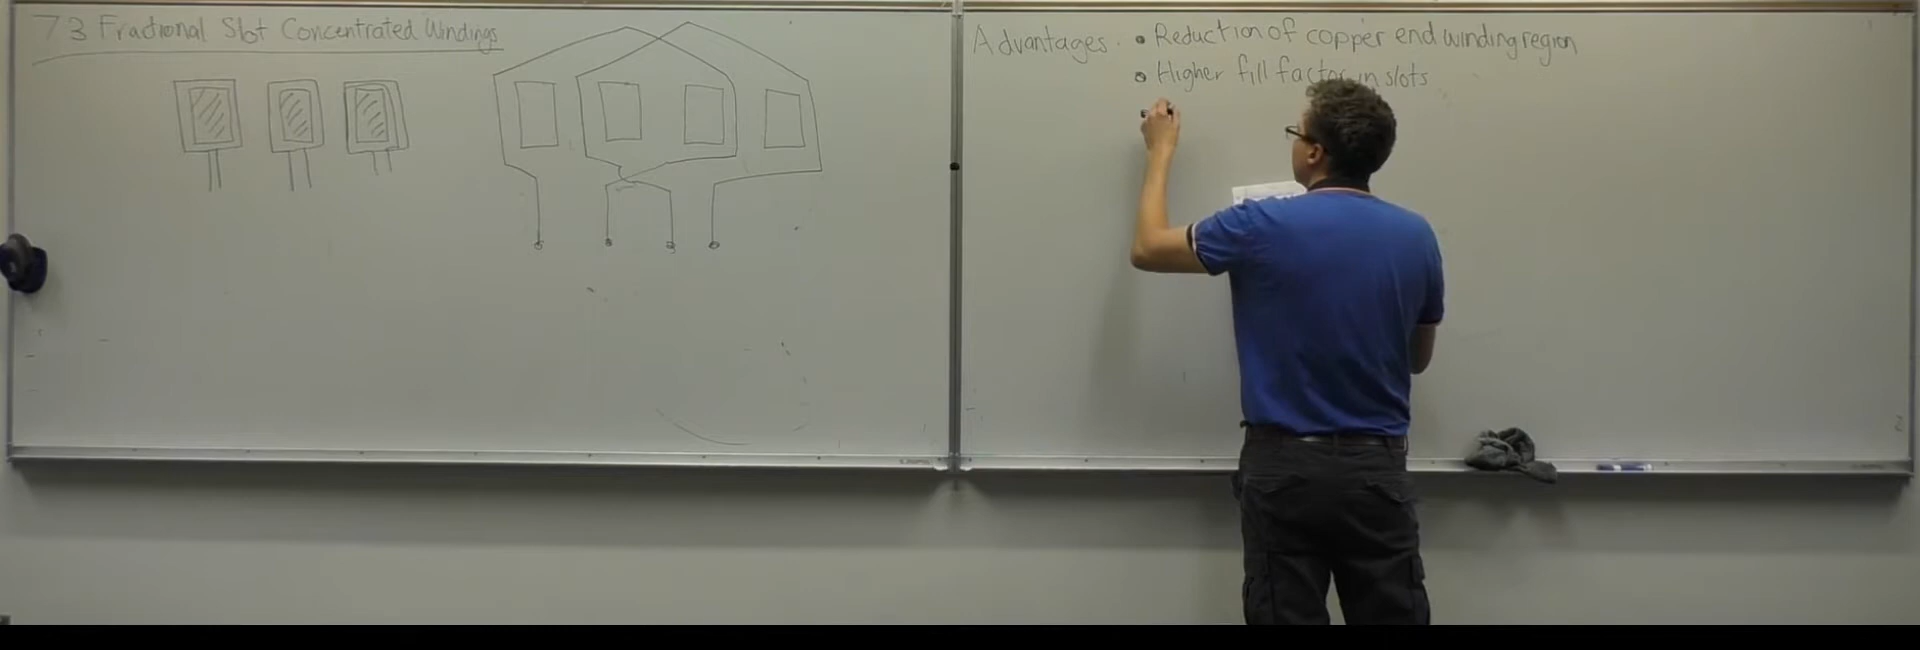 7.3 Fractional Slot Concentrated Windings
Advantages • Reduction of copper end winding region
• Higher fill factor in slots